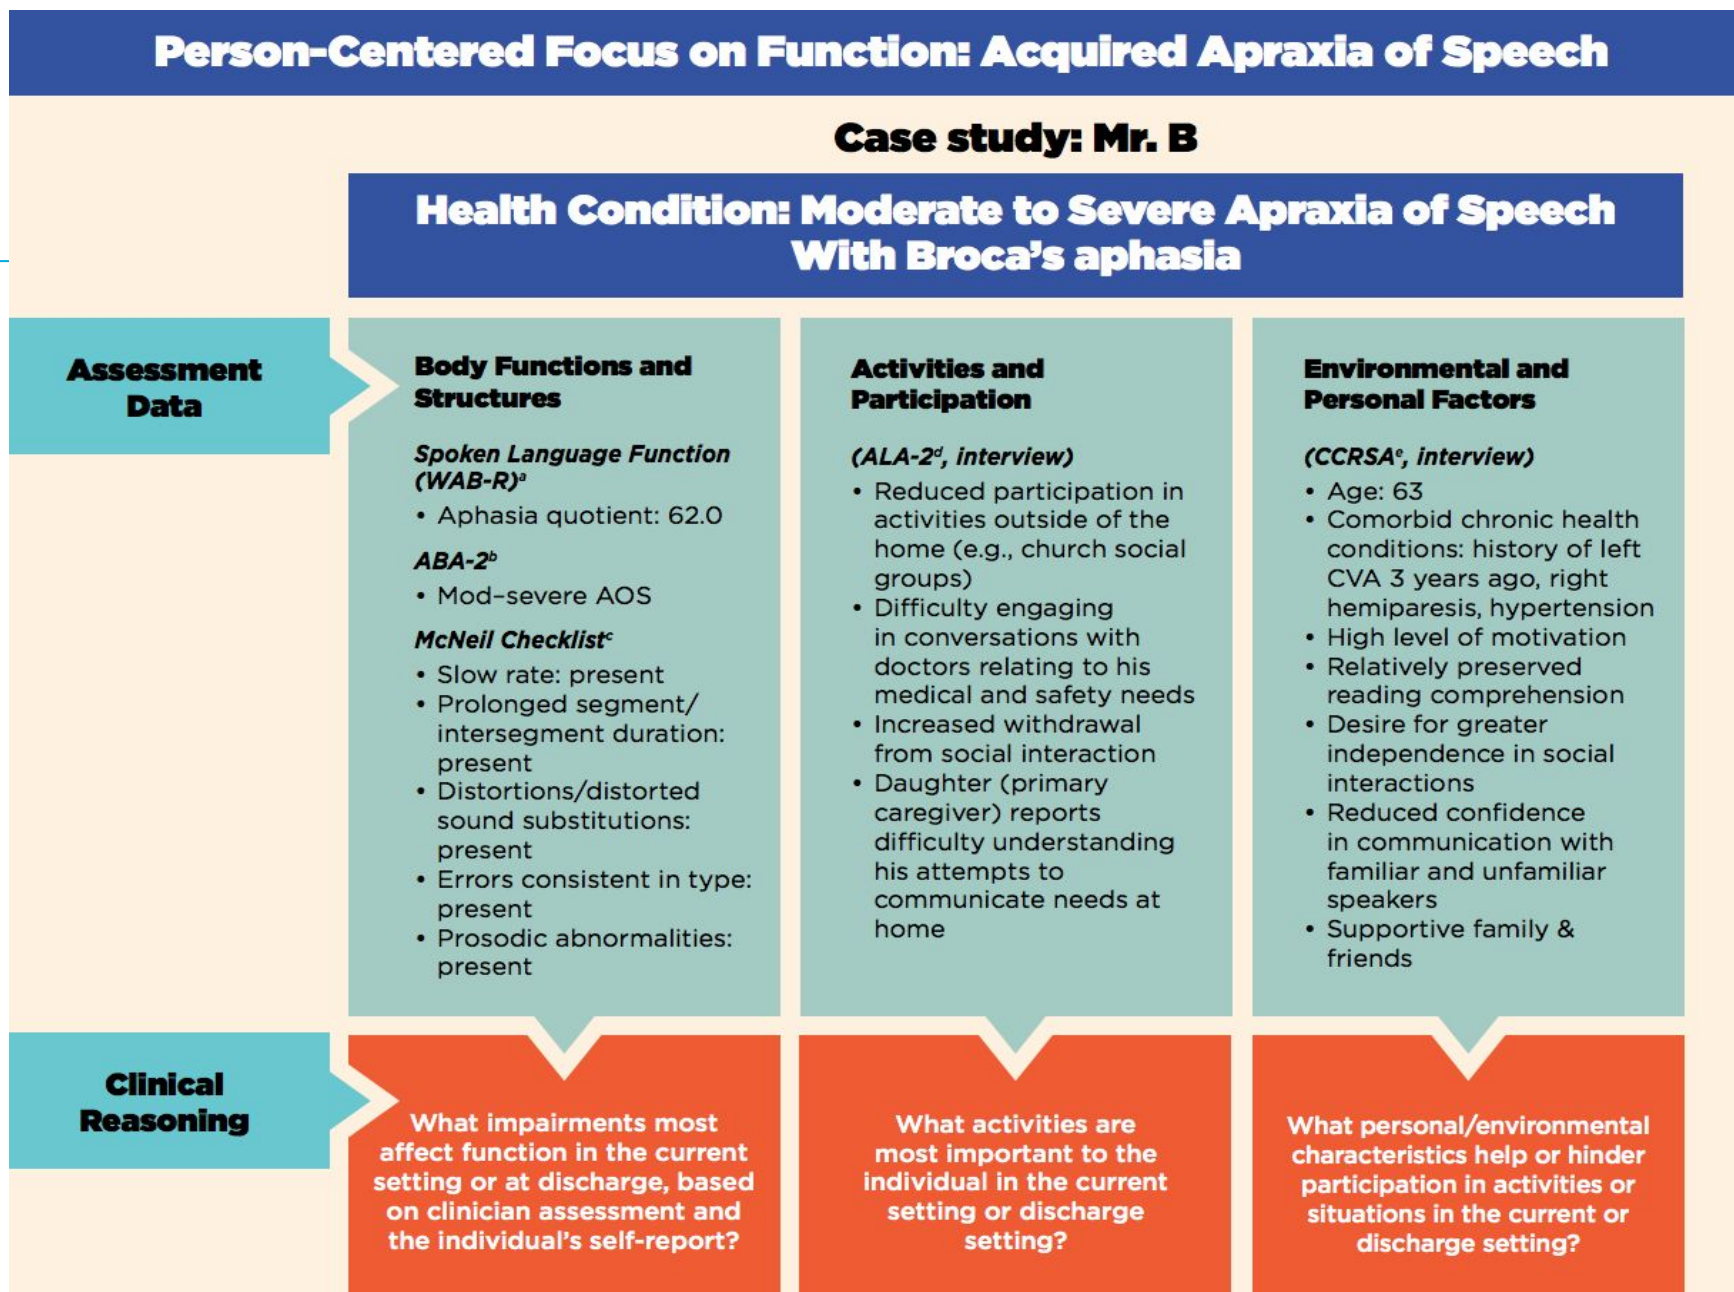 Person-Centered Focus on Function: Acquired Apraxia of Speech
Case study: Mr. B
Health Condition: Moderate to Severe Apraxia of Speech
With Broca’s aphasia
Assessment
Data
Body Functions and
Structures
Spoken Language Function
(WAB-R)ᵃ
• Aphasia quotient: 62.0
ABA-2ᵇ
• Mod–severe AOS
McNeil Checklistᶜ
• Slow rate: present
• Prolonged segment/
intersegment duration:
present
• Distortions/distorted
sound substitutions:
present
• Errors consistent in type:
present
• Prosodic abnormalities:
present
Activities and
Participation
(ALA-2ᵈ, interview)
• Reduced participation in
activities outside of the
home (e.g., church social
groups)
• Difficulty engaging
in conversations with
doctors relating to his
medical and safety needs
• Increased withdrawal
from social interaction
• Daughter (primary
caregiver) reports
difficulty understanding
his attempts to
communicate needs at
home
Environmental and
Personal Factors
(CCRSAᵉ, interview)
• Age: 63
• Comorbid chronic health
conditions: history of left
CVA 3 years ago, right
hemiparesis, hypertension
• High level of motivation
• Relatively preserved
reading comprehension
• Desire for greater
independence in social
interactions
• Reduced confidence
in communication with
familiar and unfamiliar
speakers
• Supportive family &
friends
Clinical
Reasoning
What impairments most
affect function in the current
setting or at discharge, based
on clinician assessment and
the individual’s self-report?
What activities are
most important to the
individual in the current
setting or discharge
setting?
What personal/environmental
characteristics help or hinder
participation in activities or
situations in the current or
discharge setting?